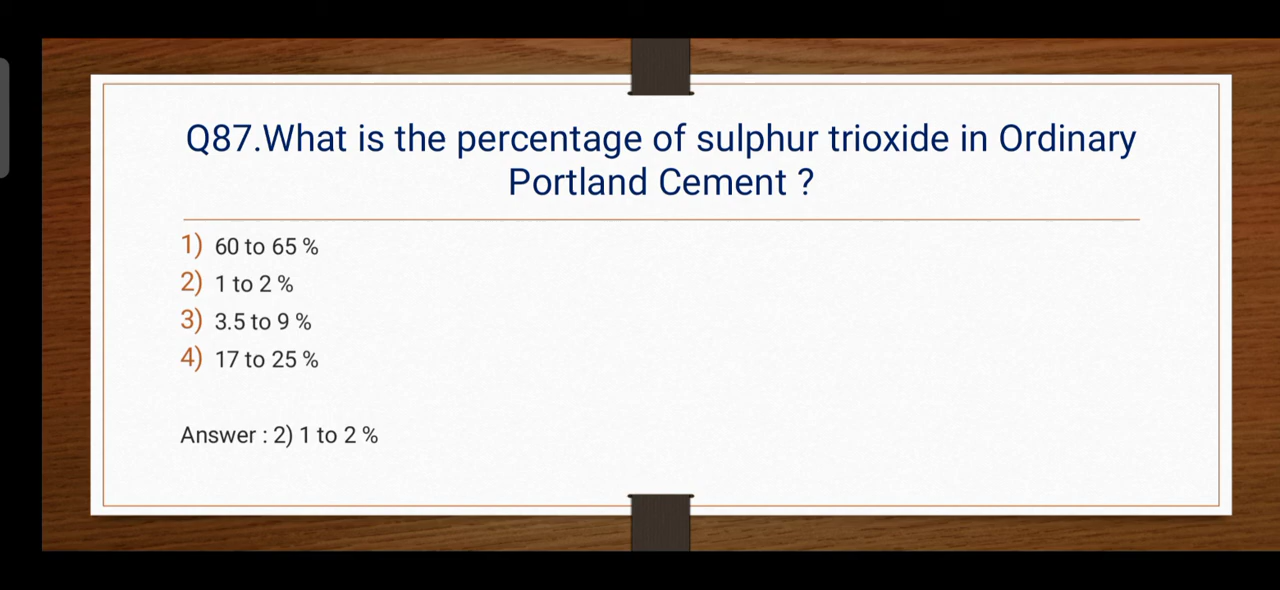 Q87.What is the percentage of sulphur trioxide in Ordinary
Portland Cement ?
1) 60 to 65 %
2) 1 to 2 %
3) 3.5 to 9 %
4) 17 to 25 %
Answer : 2) 1 to 2 %